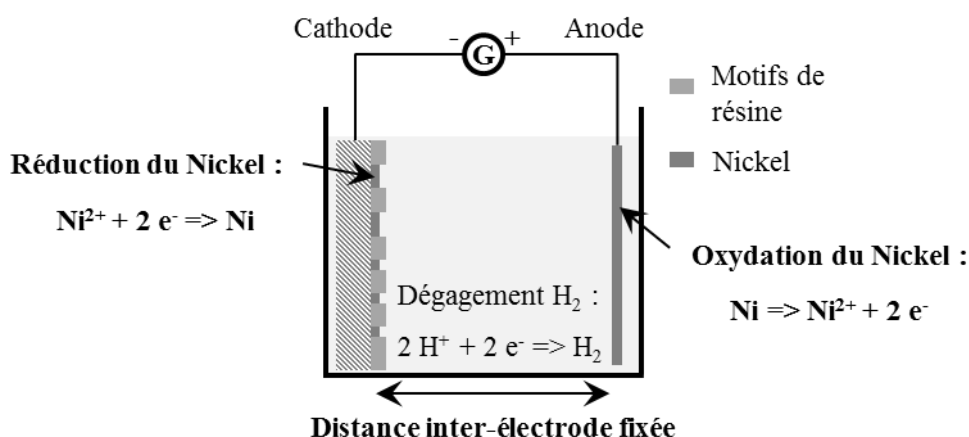 Cathode
- G +
Anode
Motifs de
résine
Nickel
Réduction du Nickel :
Ni²⁺ + 2 e⁻ => Ni
Oxydation du Nickel :
Ni => Ni²⁺ + 2 e⁻
Dégagement H₂ :
2 H⁺ + 2 e⁻ => H₂
Distance inter-électrode fixée